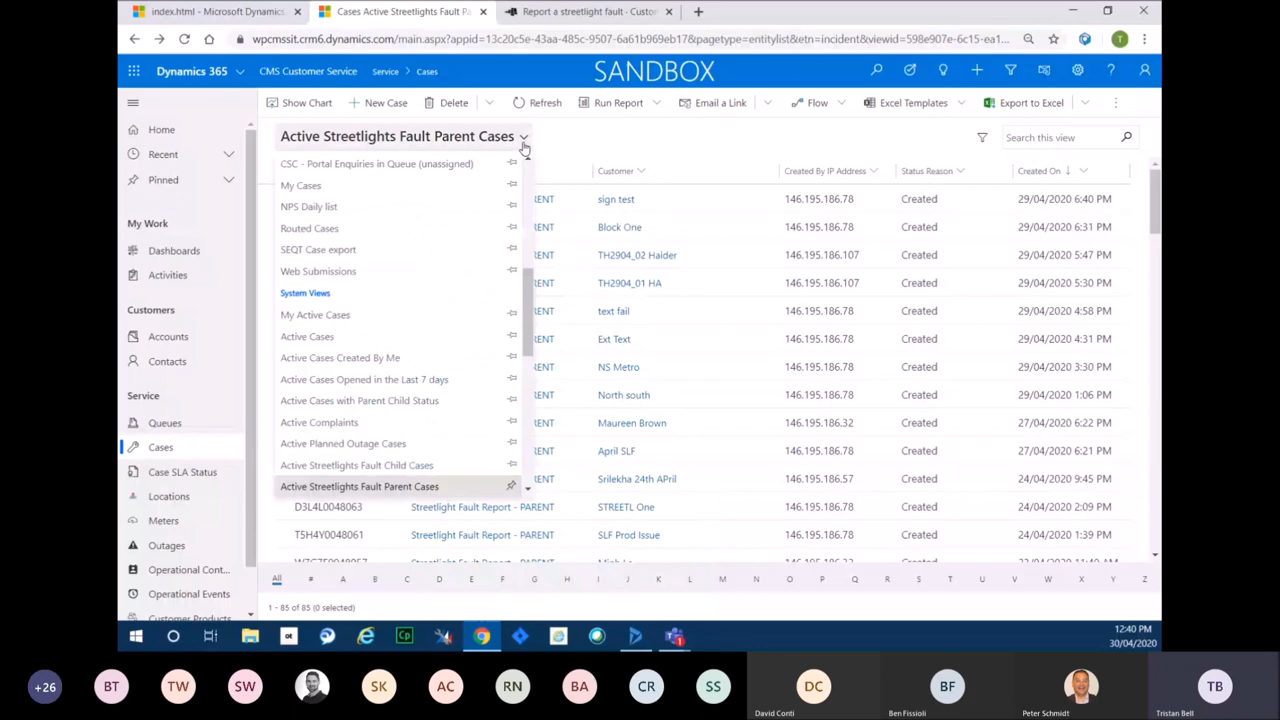 index.html - Microsoft Dynamics
Cases Active Streetlights Fault Pa
Report a streetlight fault - Custom
wpcmssit.crm6.dynamics.com/main.aspx?appid=13c20c5e-43aa-485c-9507-6a61b969eb17&pagetype=entitylist&etn=incident&viewid=598e907e-6c15-ea1...
T
Dynamics 365
CMS Customer Service
Service > Cases
SANDBOX
Show Chart
New Case
Delete
Refresh
Run Report
Email a Link
Flow
Excel Templates
Export to Excel
Home
Recent
Pinned
My Work
Dashboards
Activities
Customers
Accounts
Contacts
Service
Queues
Cases
Case SLA Status
Locations
Meters
Outages
Operational Cont...
Operational Events
Customer Products
Active Streetlights Fault Parent Cases
Search this view
CSC - Portal Enquiries in Queue (unassigned)
My Cases
NPS Daily list
Routed Cases
SEQT Case export
Web Submissions
System Views
My Active Cases
Active Cases
Active Cases Created By Me
Active Cases Opened in the Last 7 days
Active Cases with Parent Child Status
Active Complaints
Active Planned Outage Cases
Active Streetlights Fault Child Cases
Active Streetlights Fault Parent Cases
Customer Created By IP Address Status Reason Created On
RENT sign test 146.195.186.78 Created 29/04/2020 6:40 PM
RENT Block One 146.195.186.78 Created 29/04/2020 6:31 PM
RENT TH2904_02 Haider 146.195.186.107 Created 29/04/2020 5:47 PM
RENT TH2904_01 HA 146.195.186.107 Created 29/04/2020 5:30 PM
RENT text fail 146.195.186.78 Created 29/04/2020 4:58 PM
RENT Ext Text 146.195.186.78 Created 29/04/2020 4:31 PM
RENT NS Metro 146.195.186.78 Created 29/04/2020 3:30 PM
RENT North south 146.195.186.78 Created 29/04/2020 1:06 PM
RENT Maureen Brown 146.195.186.32 Created 27/04/2020 6:22 PM
RENT April SLF 146.195.186.78 Created 27/04/2020 6:21 PM
RENT Srilekha 24th APril 146.195.186.57 Created 24/04/2020 9:45 PM
D3L4L0048063 Streetlight Fault Report - PARENT STREETL One 146.195.186.78 Created 24/04/2020 2:09 PM
T5H4Y0048061 Streetlight Fault Report - PARENT SLF Prod Issue 146.195.186.78 Created 24/04/2020 1:39 PM
All # A B C D E F G H I J K L M N O P Q R S T U V W X Y Z
1 - 85 of 85 (0 selected)
12:40 PM
30/04/2020
+26
BT
TW
SW
SK
AC
RN
BA
CR
SS
DC
BF
TB
David Conti
Ben Fissioli
Peter Schmidt
Tristan Bell